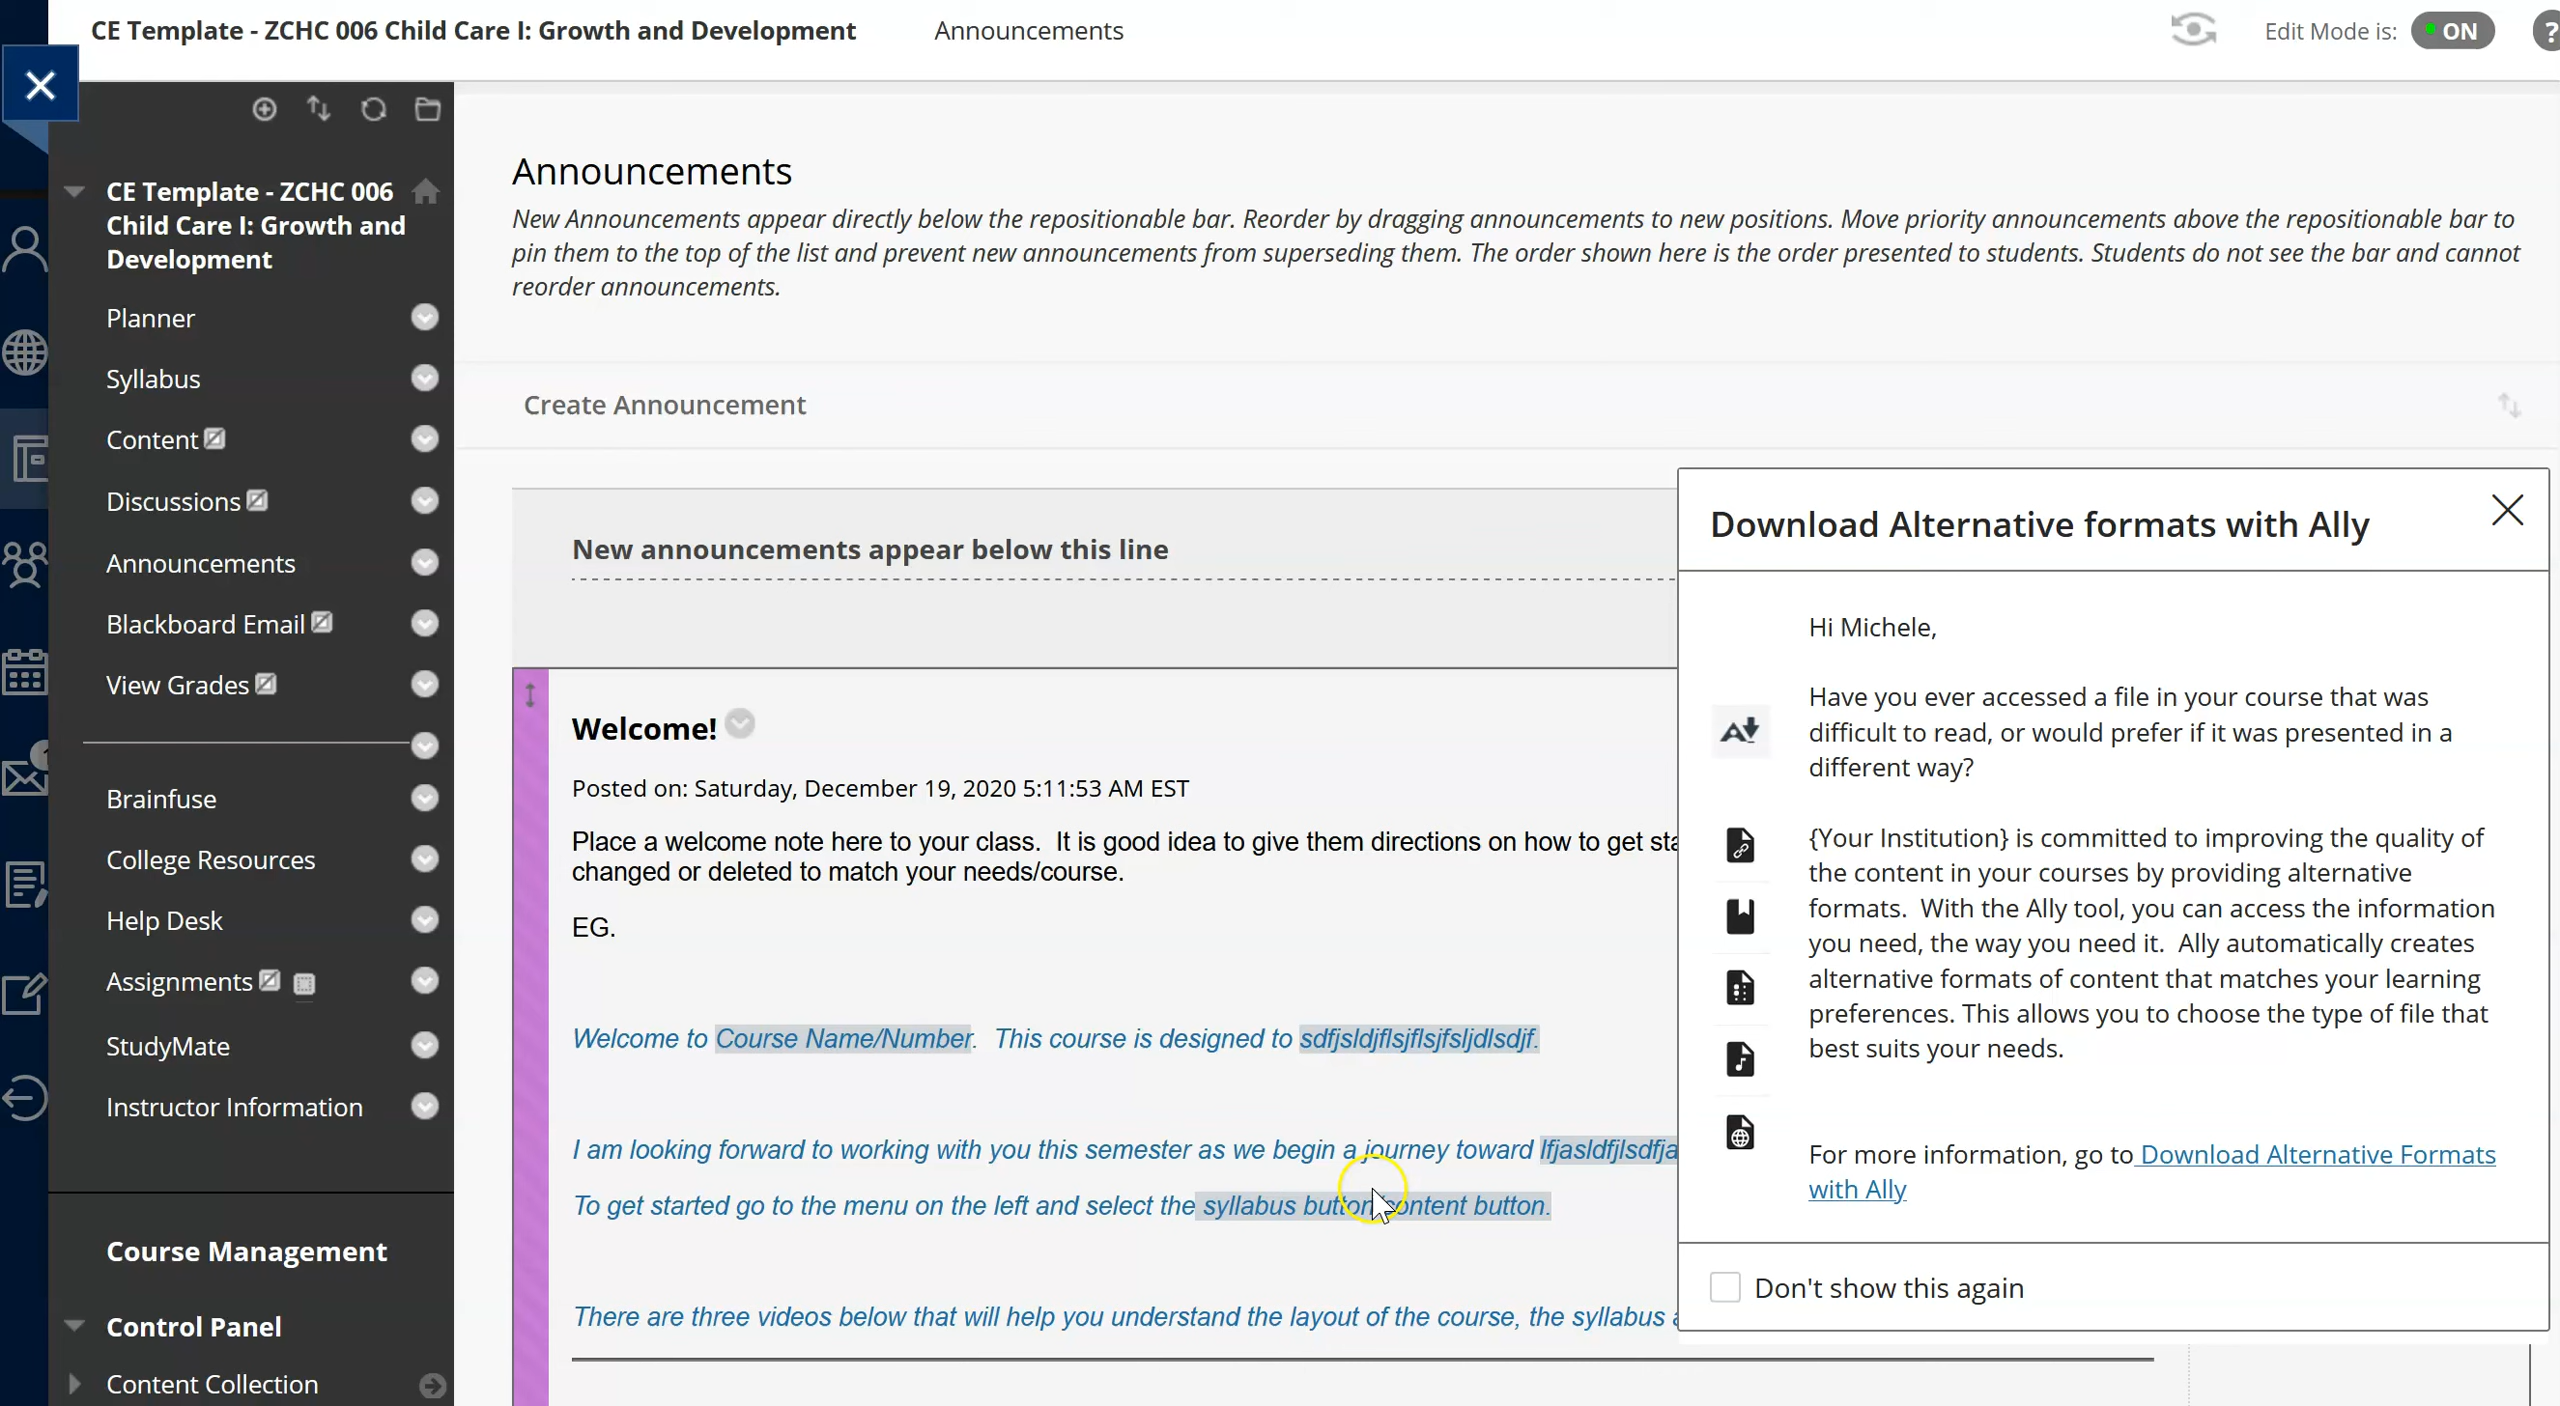 CE Template - ZCHC 006 Child Care I: Growth and Development
Announcements
Edit Mode is:
ON
?
CE Template - ZCHC 006
Child Care I: Growth and
Development
Planner
Syllabus
Content
Discussions
Announcements
Blackboard Email
View Grades
Brainfuse
College Resources
Help Desk
Assignments
StudyMate
Instructor Information
Course Management
Control Panel
Content Collection
Announcements
New Announcements appear directly below the repositionable bar. Reorder by dragging announcements to new positions. Move priority announcements above the repositionable bar to
pin them to the top of the list and prevent new announcements from superseding them. The order shown here is the order presented to students. Students do not see the bar and cannot
reorder announcements.
Create Announcement
New announcements appear below this line
Welcome!
Posted on: Saturday, December 19, 2020 5:11:53 AM EST
Place a welcome note here to your class.  It is good idea to give them directions on how to get
changed or deleted to match your needs/course.
EG.
Welcome to Course Name/Number.  This course is designed to sdfjsldjflsjflsjfsljdlsdjf.
I am looking forward to working with you this semester as we begin a journey toward
To get started go to the menu on the left and select the syllabus button/content button.
There are three videos below that will help you understand the layout of the course, the syllabus
Download Alternative formats with Ally
Hi Michele,
Have you ever accessed a file in your course that was
difficult to read, or would prefer if it was presented in a
different way?
{Your Institution} is committed to improving the quality of
the content in your courses by providing alternative
formats.  With the Ally tool, you can access the information
you need, the way you need it.  Ally automatically creates
alternative formats of content that matches your learning
preferences. This allows you to choose the type of file that
best suits your needs.
For more information, go to Download Alternative Formats
with Ally
Don't show this again